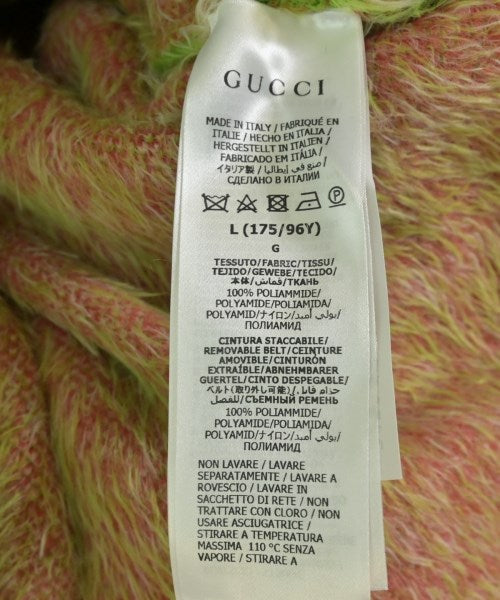 GUCCI
MADE IN ITALY / FABRIQUÉ EN
ITALIE / HECHO EN ITALIA /
HERGESTELLT IN ITALIEN /
FABRICADO EM ITÁLIA /
イタリア製 / صنع في إيطاليا /
СДЕЛАНО В ИТАЛИИ
L (175/96Y)
G
TESSUTO/FABRIC/TISSU/
TEJIDO/GEWEBE/TECIDO/
本体/قماش/ТКАНЬ
100% POLIAMMIDE/
POLYAMIDE/POLIAMIDA/
POLYAMID/ナイロン/بولي أميد/
ПОЛИАМИД
CINTURA STACCABILE/
REMOVABLE BELT/CEINTURE
AMOVIBLE/CINTURÓN
EXTRAÍBLE/ABNEHMBARER
GUERTEL/CINTO DESPEGABLE/
ベルト(取り外し可能)/حزام قابل
للفصل/СЪЕМНЫЙ РЕМЕНЬ
100% POLIAMMIDE/
POLYAMIDE/POLIAMIDA/
POLYAMID/ナイロン/بولي أميد/
ПОЛИАМИД
NON LAVARE / LAVARE
SEPARATAMENTE / LAVARE A
ROVESCIO / LAVARE IN
SACCHETTO DI RETE / NON
TRATTARE CON CLORO / NON
USARE ASCIUGATRICE /
STIRARE A TEMPERATURA
MASSIMA 110 °C SENZA
VAPORE / STIRARE A